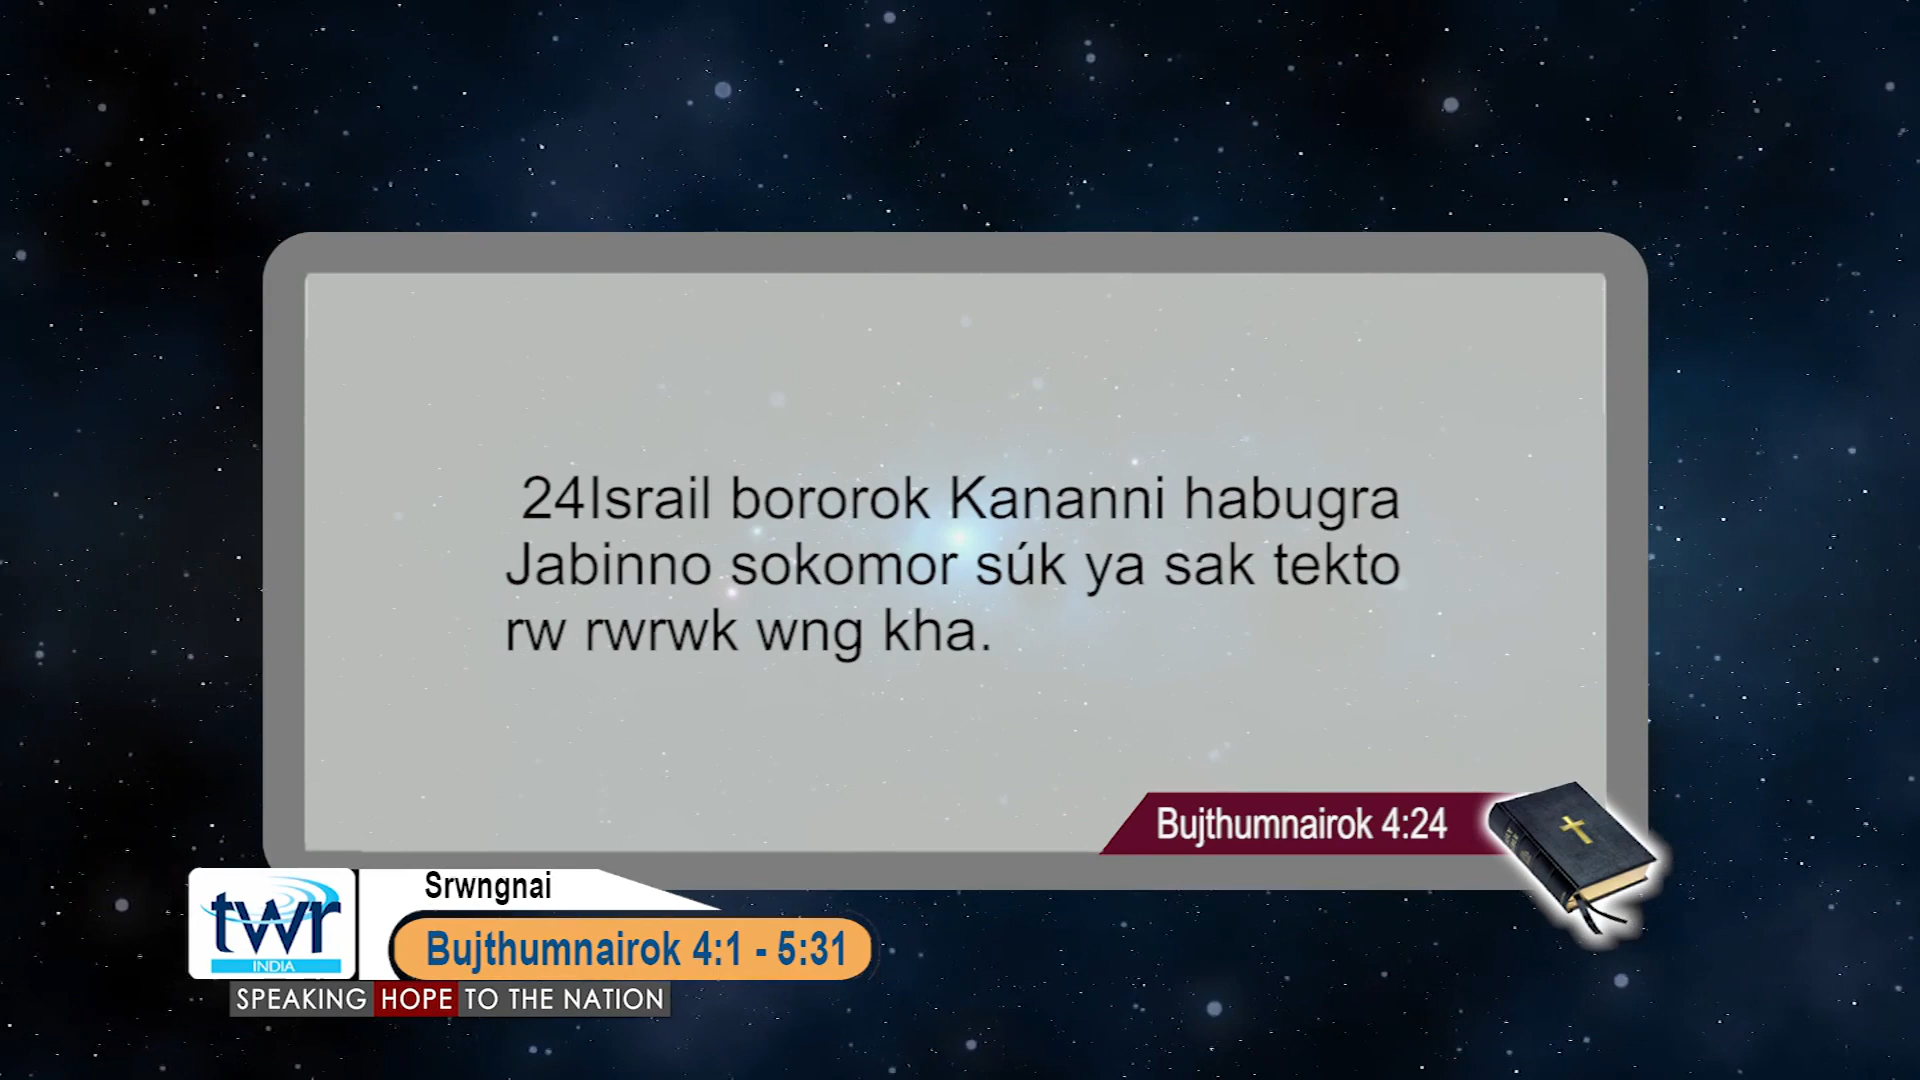 24Israil bororok Kananni habugra
Jabinno sokomor súk ya sak tekto
rw rwrwk wng kha.
Bujthumnairok 4:24
Srwngnai
twr
INDIA
Bujthumnairok 4:1 - 5:31
SPEAKING HOPE TO THE NATION